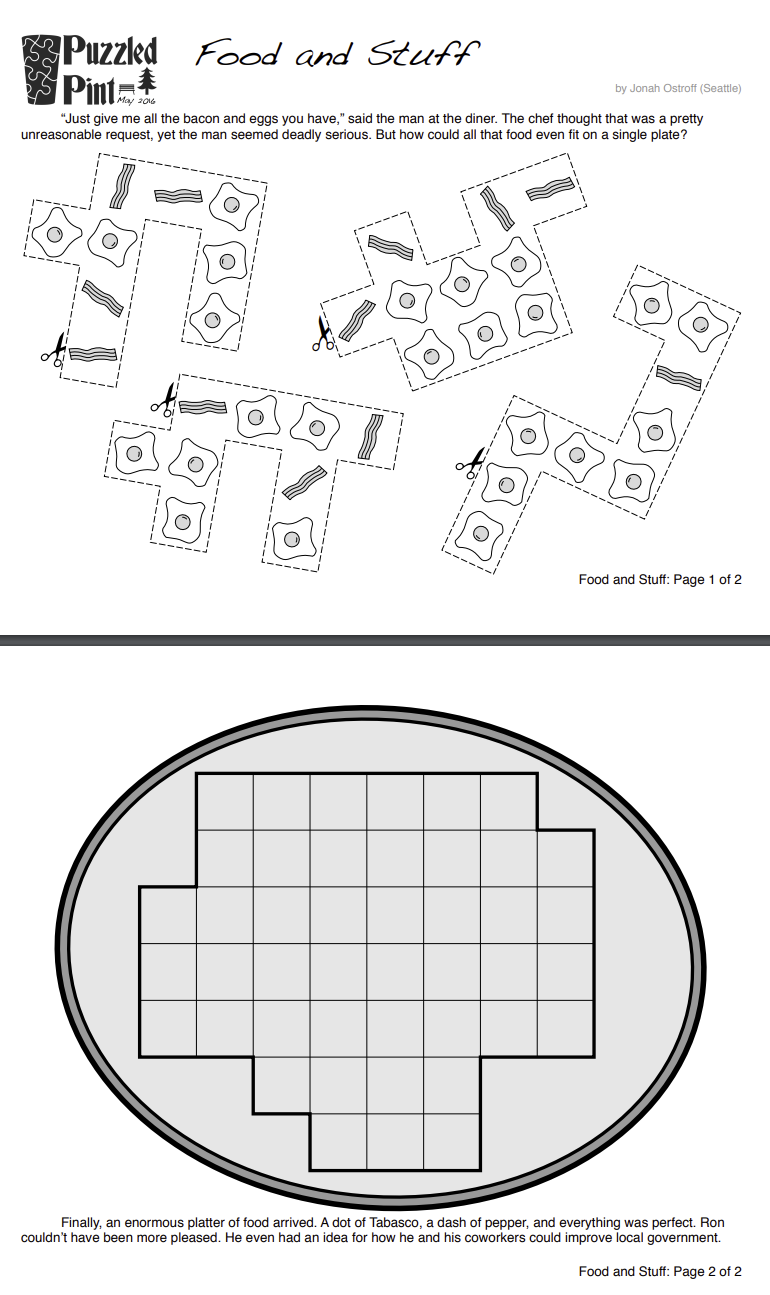 Puzzled
Pint
May 2016
Food and Stuff
by Jonah Ostroff (Seattle)
“Just give me all the bacon and eggs you have,” said the man at the diner. The chef thought that was a pretty
unreasonable request, yet the man seemed deadly serious. But how could all that food even fit on a single plate?
Food and Stuff: Page 1 of 2
Finally, an enormous platter of food arrived. A dot of Tabasco, a dash of pepper, and everything was perfect. Ron
couldn’t have been more pleased. He even had an idea for how he and his coworkers could improve local government.
Food and Stuff: Page 2 of 2